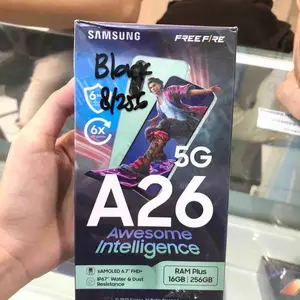 SAMSUNG
FREE FIRE
Black
8/256
6
6x
5G
A26
Awesome
Intelligence
sAMOLED 6.7" FHD+
IP67* Water & Dust
Resistance
RAM Plus
16GB | 256GB